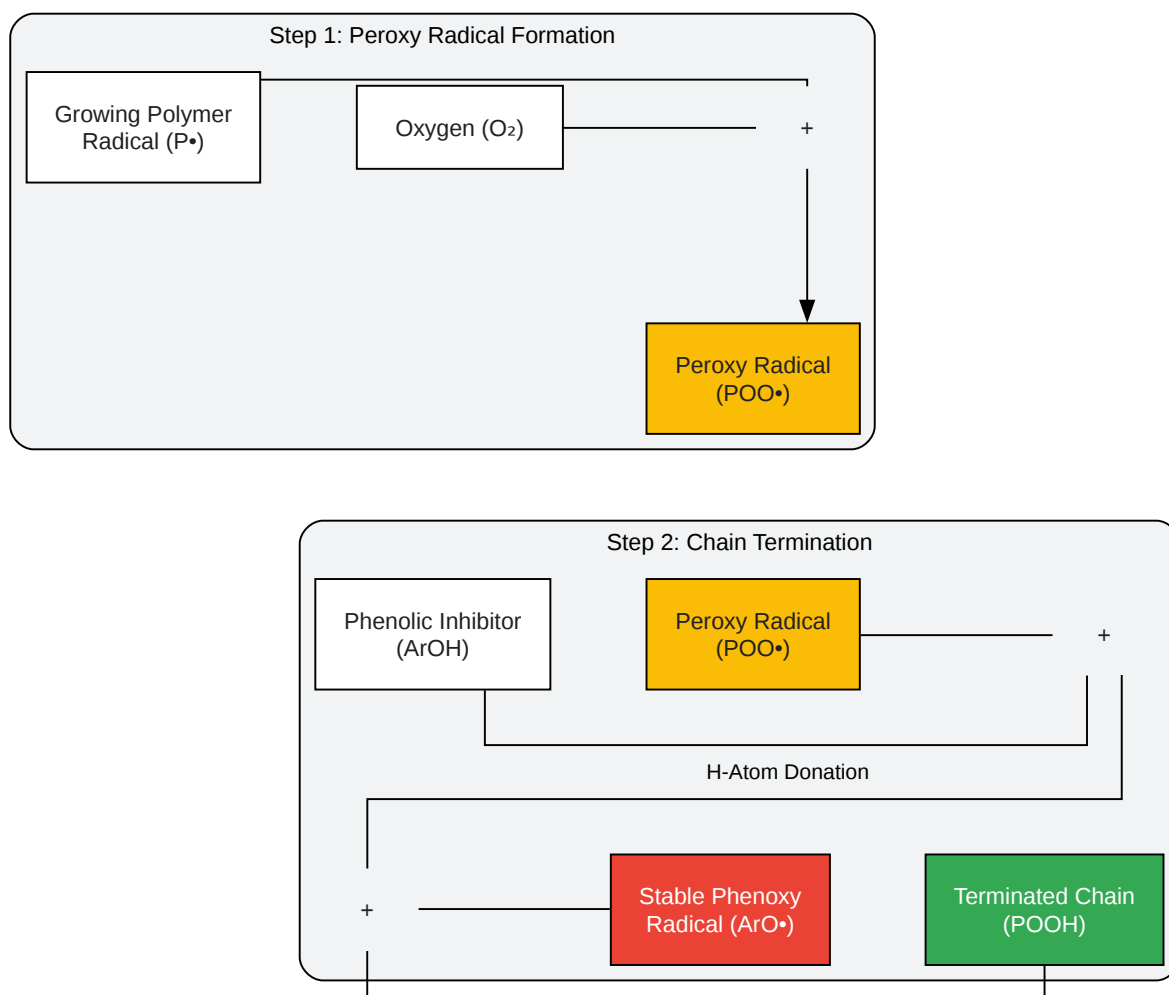 Step 1: Peroxy Radical Formation
Growing Polymer
Radical (P•)
Oxygen (O₂)
+
Peroxy Radical
(POO•)
Step 2: Chain Termination
Phenolic Inhibitor
(ArOH)
Peroxy Radical
(POO•)
+
H-Atom Donation
+
Stable Phenoxy
Radical (ArO•)
Terminated Chain
(POOH)